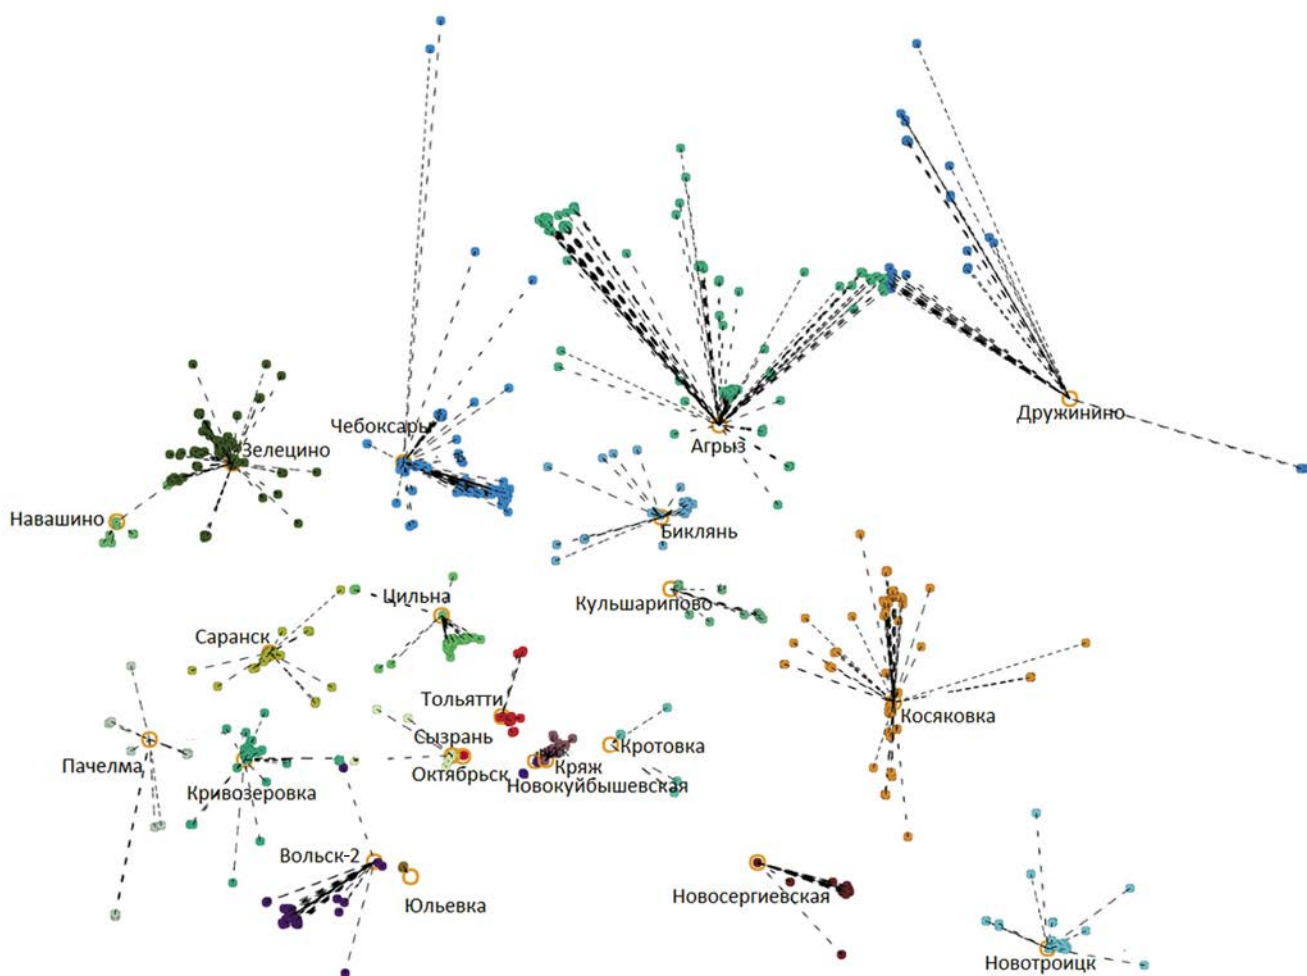 Дружинино
Чебоксары
Агрыз
Зелецино
Навашино
Биклянь
Цильна
Кульшарипово
Саранск
Тольятти
Косяковка
Сызрань
Кротовка
Пачелма
Октябрьск
Кряж
Кривозеровка
Новокуйбышевская
Вольск-2
Юльевка
Новосергиевская
Новотроицк